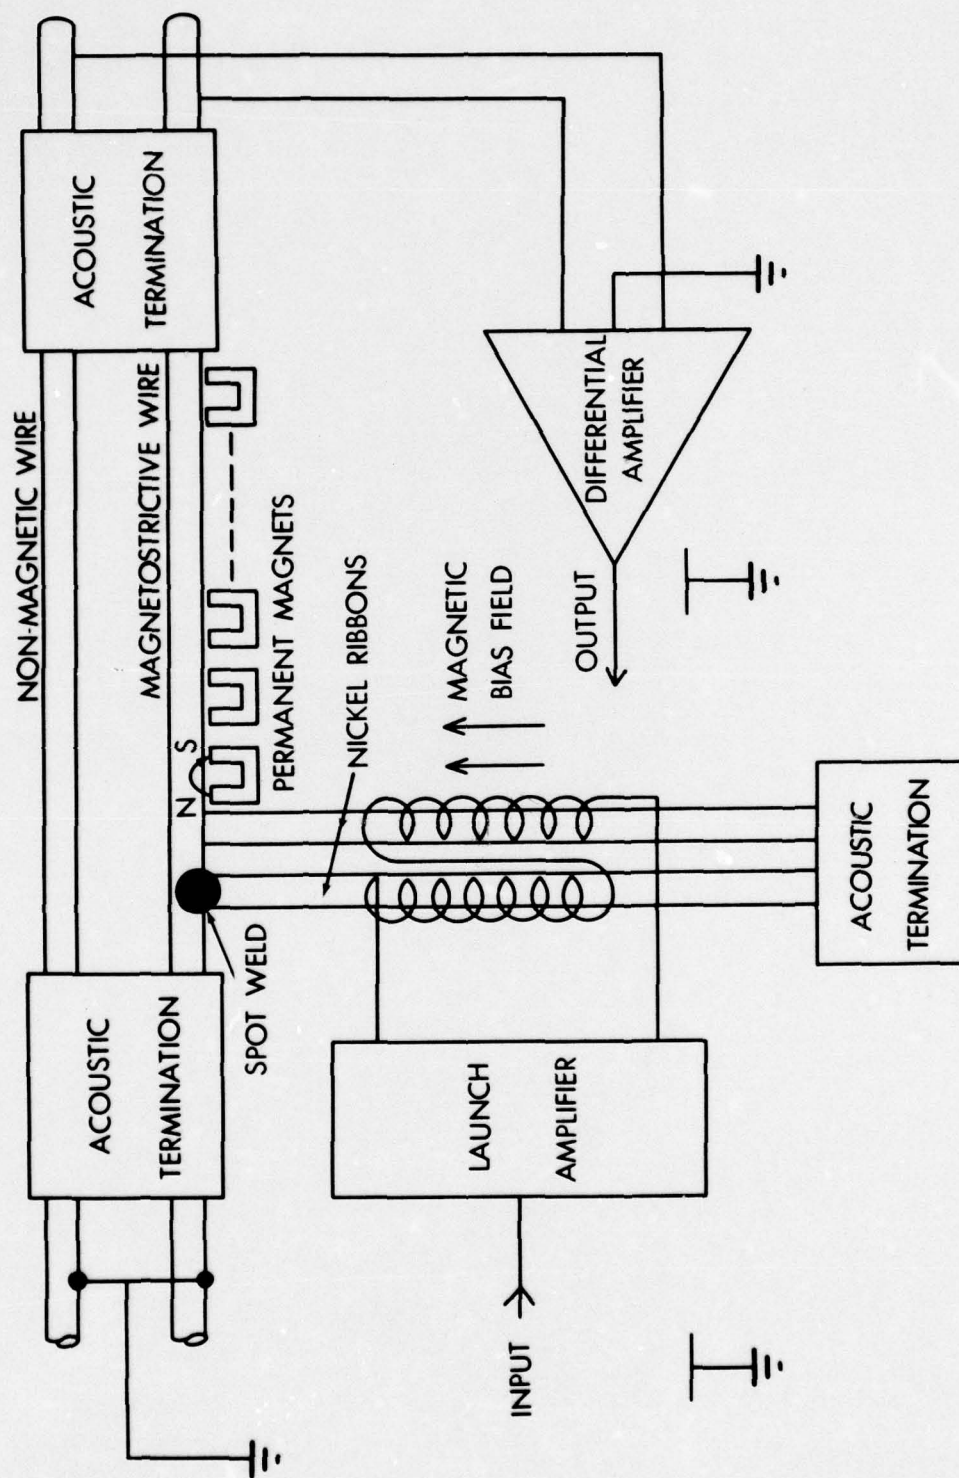 NON-MAGNETIC WIRE
ACOUSTIC
TERMINATION
ACOUSTIC
TERMINATION
MAGNETOSTRICTIVE WIRE
N
S
PERMANENT MAGNETS
SPOT WELD
NICKEL RIBBONS
MAGNETIC
BIAS FIELD
LAUNCH
AMPLIFIER
INPUT
DIFFERENTIAL
AMPLIFIER
OUTPUT
ACOUSTIC
TERMINATION